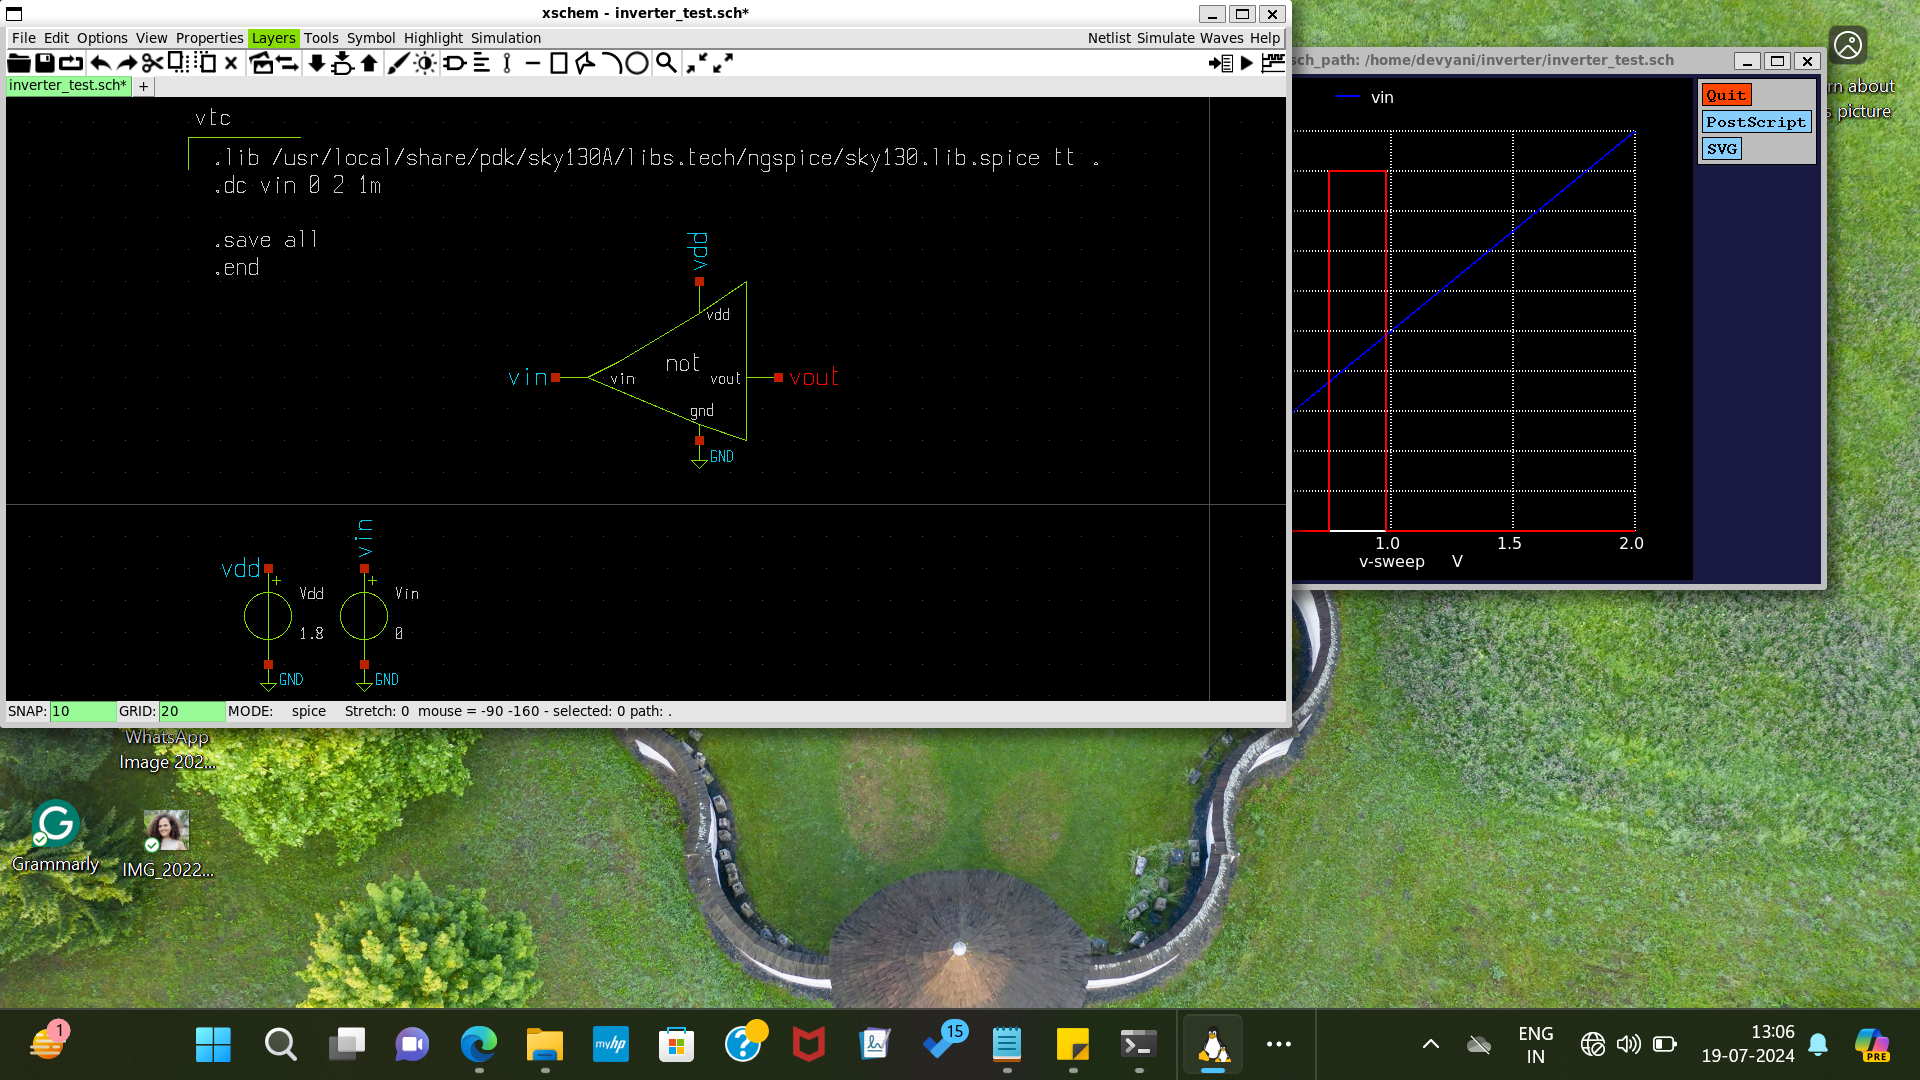 xschem - inverter_test.sch*
File Edit Options View Properties Layers Tools Symbol Highlight Simulation
Netlist Simulate Waves Help
inverter_test.sch* +
vtc
.lib /usr/local/share/pdk/sky130A/libs.tech/ngspice/sky130.lib.spice tt .
.dc vin 0 2 1m
.save all
.end
vdd
vdd
not
vin
vin
vout
vout
gnd
GND
vdd
+
Vdd
1.8
GND
vin
+
Vin
0
GND
SNAP: 10 GRID: 20 MODE: spice Stretch: 0 mouse = -90 -160 - selected: 0 path: .
sch_path: /home/devyani/inverter/inverter_test.sch
vin
Quit
PostScript
SVG
1.0 1.5 2.0
v-sweep V
rn about
s picture
WhatsApp
Image 202...
Grammarly
IMG_2022...
1
myhp
15
ENG
IN
13:06
19-07-2024
PRE